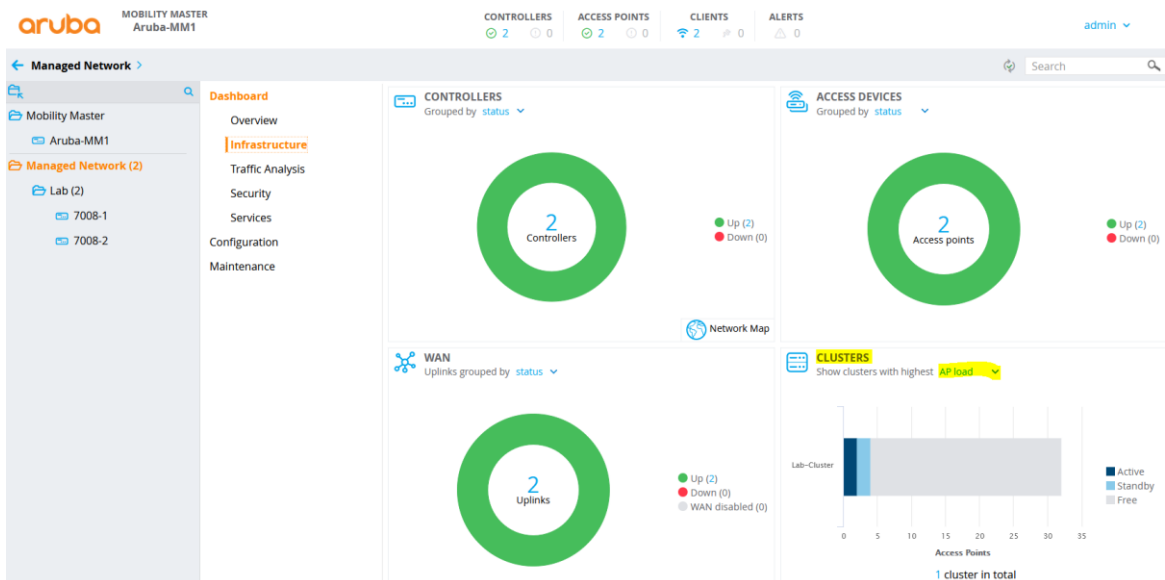 aruba
MOBILITY MASTER
Aruba-MM1
CONTROLLERS
2 0
ACCESS POINTS
2 0
CLIENTS
2 0
ALERTS
0
admin
Managed Network >
Search
Mobility Master
Aruba-MM1
Managed Network (2)
Lab (2)
7008-1
7008-2
Dashboard
Overview
Infrastructure
Traffic Analysis
Security
Services
Configuration
Maintenance
CONTROLLERS
Grouped by status
2
Controllers
Up (2)
Down (0)
Network Map
ACCESS DEVICES
Grouped by status
2
Access points
Up (2)
Down (0)
WAN
Uplinks grouped by status
2
Uplinks
Up (2)
Down (0)
WAN disabled (0)
CLUSTERS
Show clusters with highest AP load
Lab-Cluster
Active
Standby
Free
0 5 10 15 20 25 30 35
Access Points
1 cluster in total